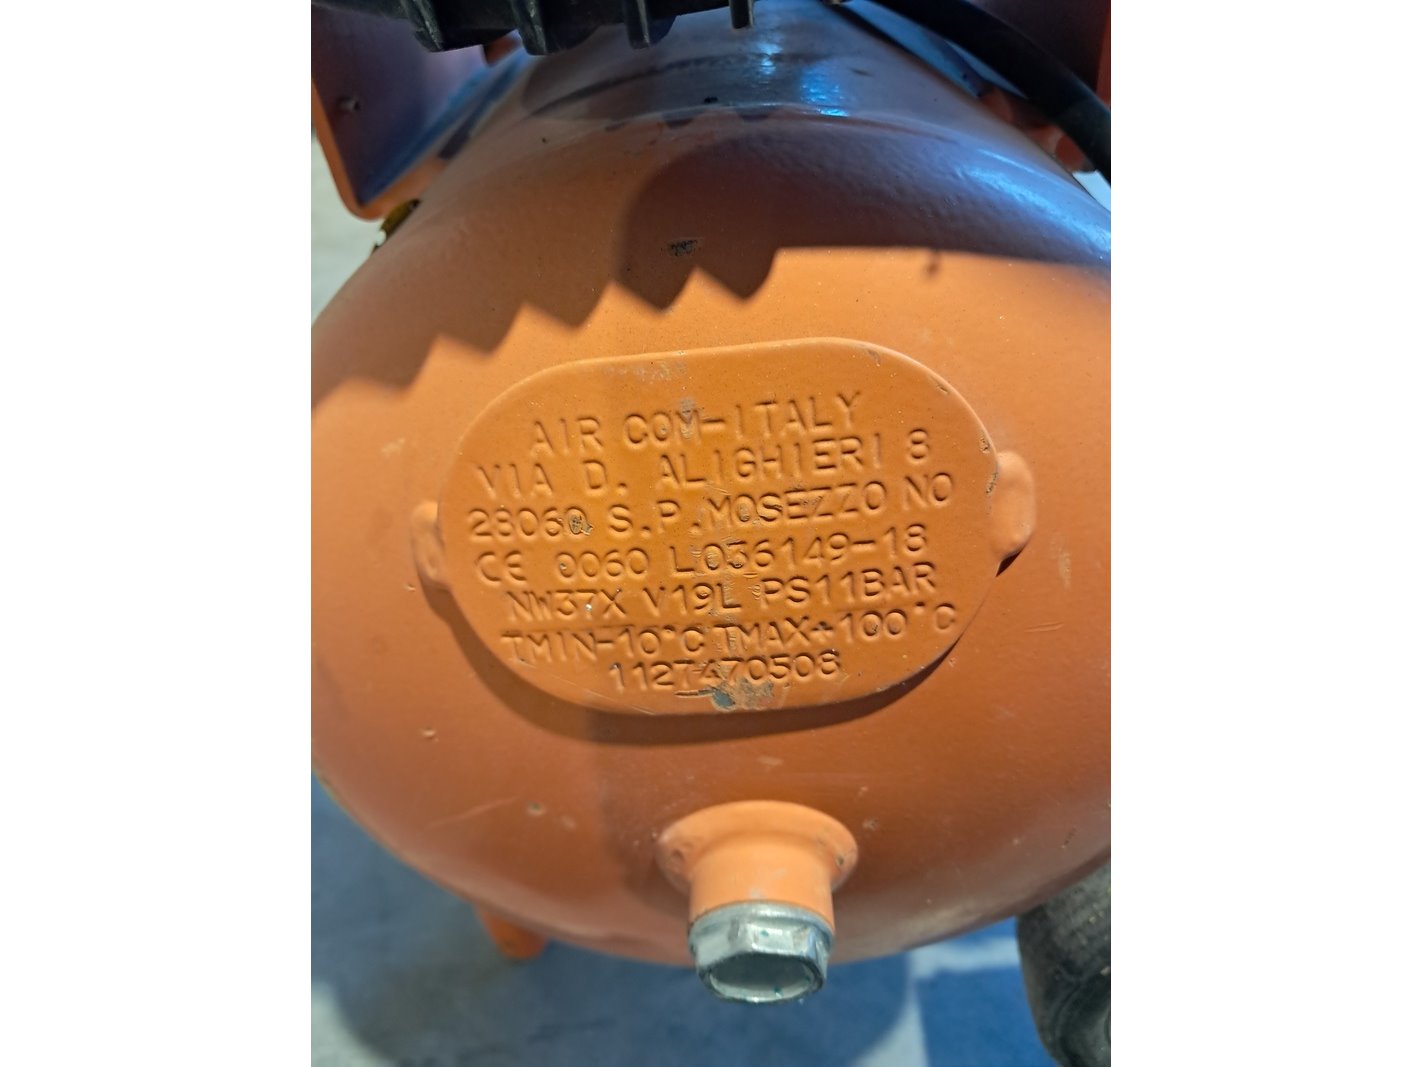 AIR COM-ITALY
VIA D. ALIGHIERI 8
28060 S.P.MOSEZZO NO
CE 0060 L036149-18
NW37X V19L PS11BAR
TMIN-10°C TMAX+100°C
1127470508